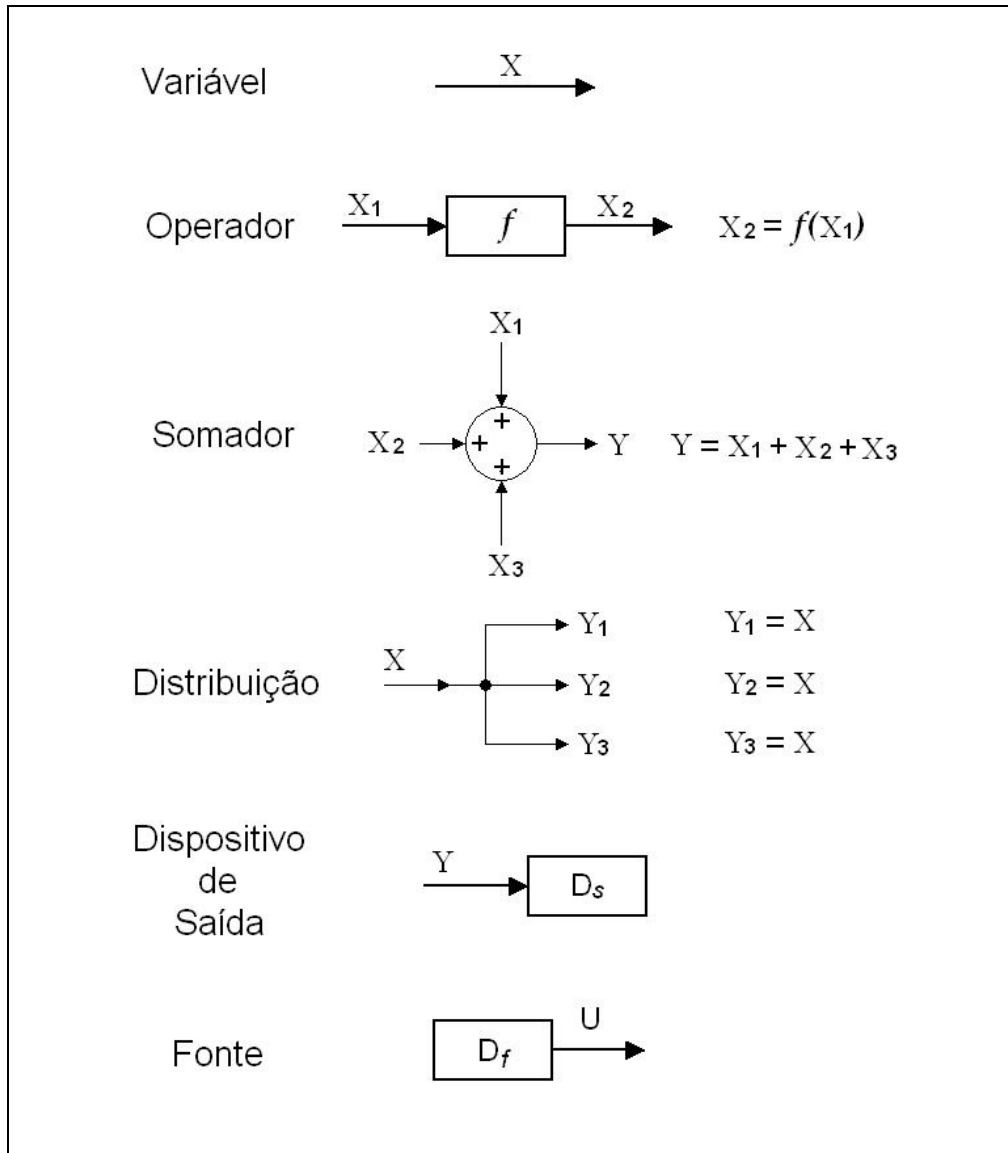 Variável X
Operador X1 f X2 X2 = f(X1)
X1
+
Somador X2 + Y Y = X1 + X2 + X3
+
X3
Y1 Y1 = X
X
Distribuição Y2 Y2 = X
Y3 Y3 = X
Dispositivo
Y
de Ds
Saída
U
Fonte Df